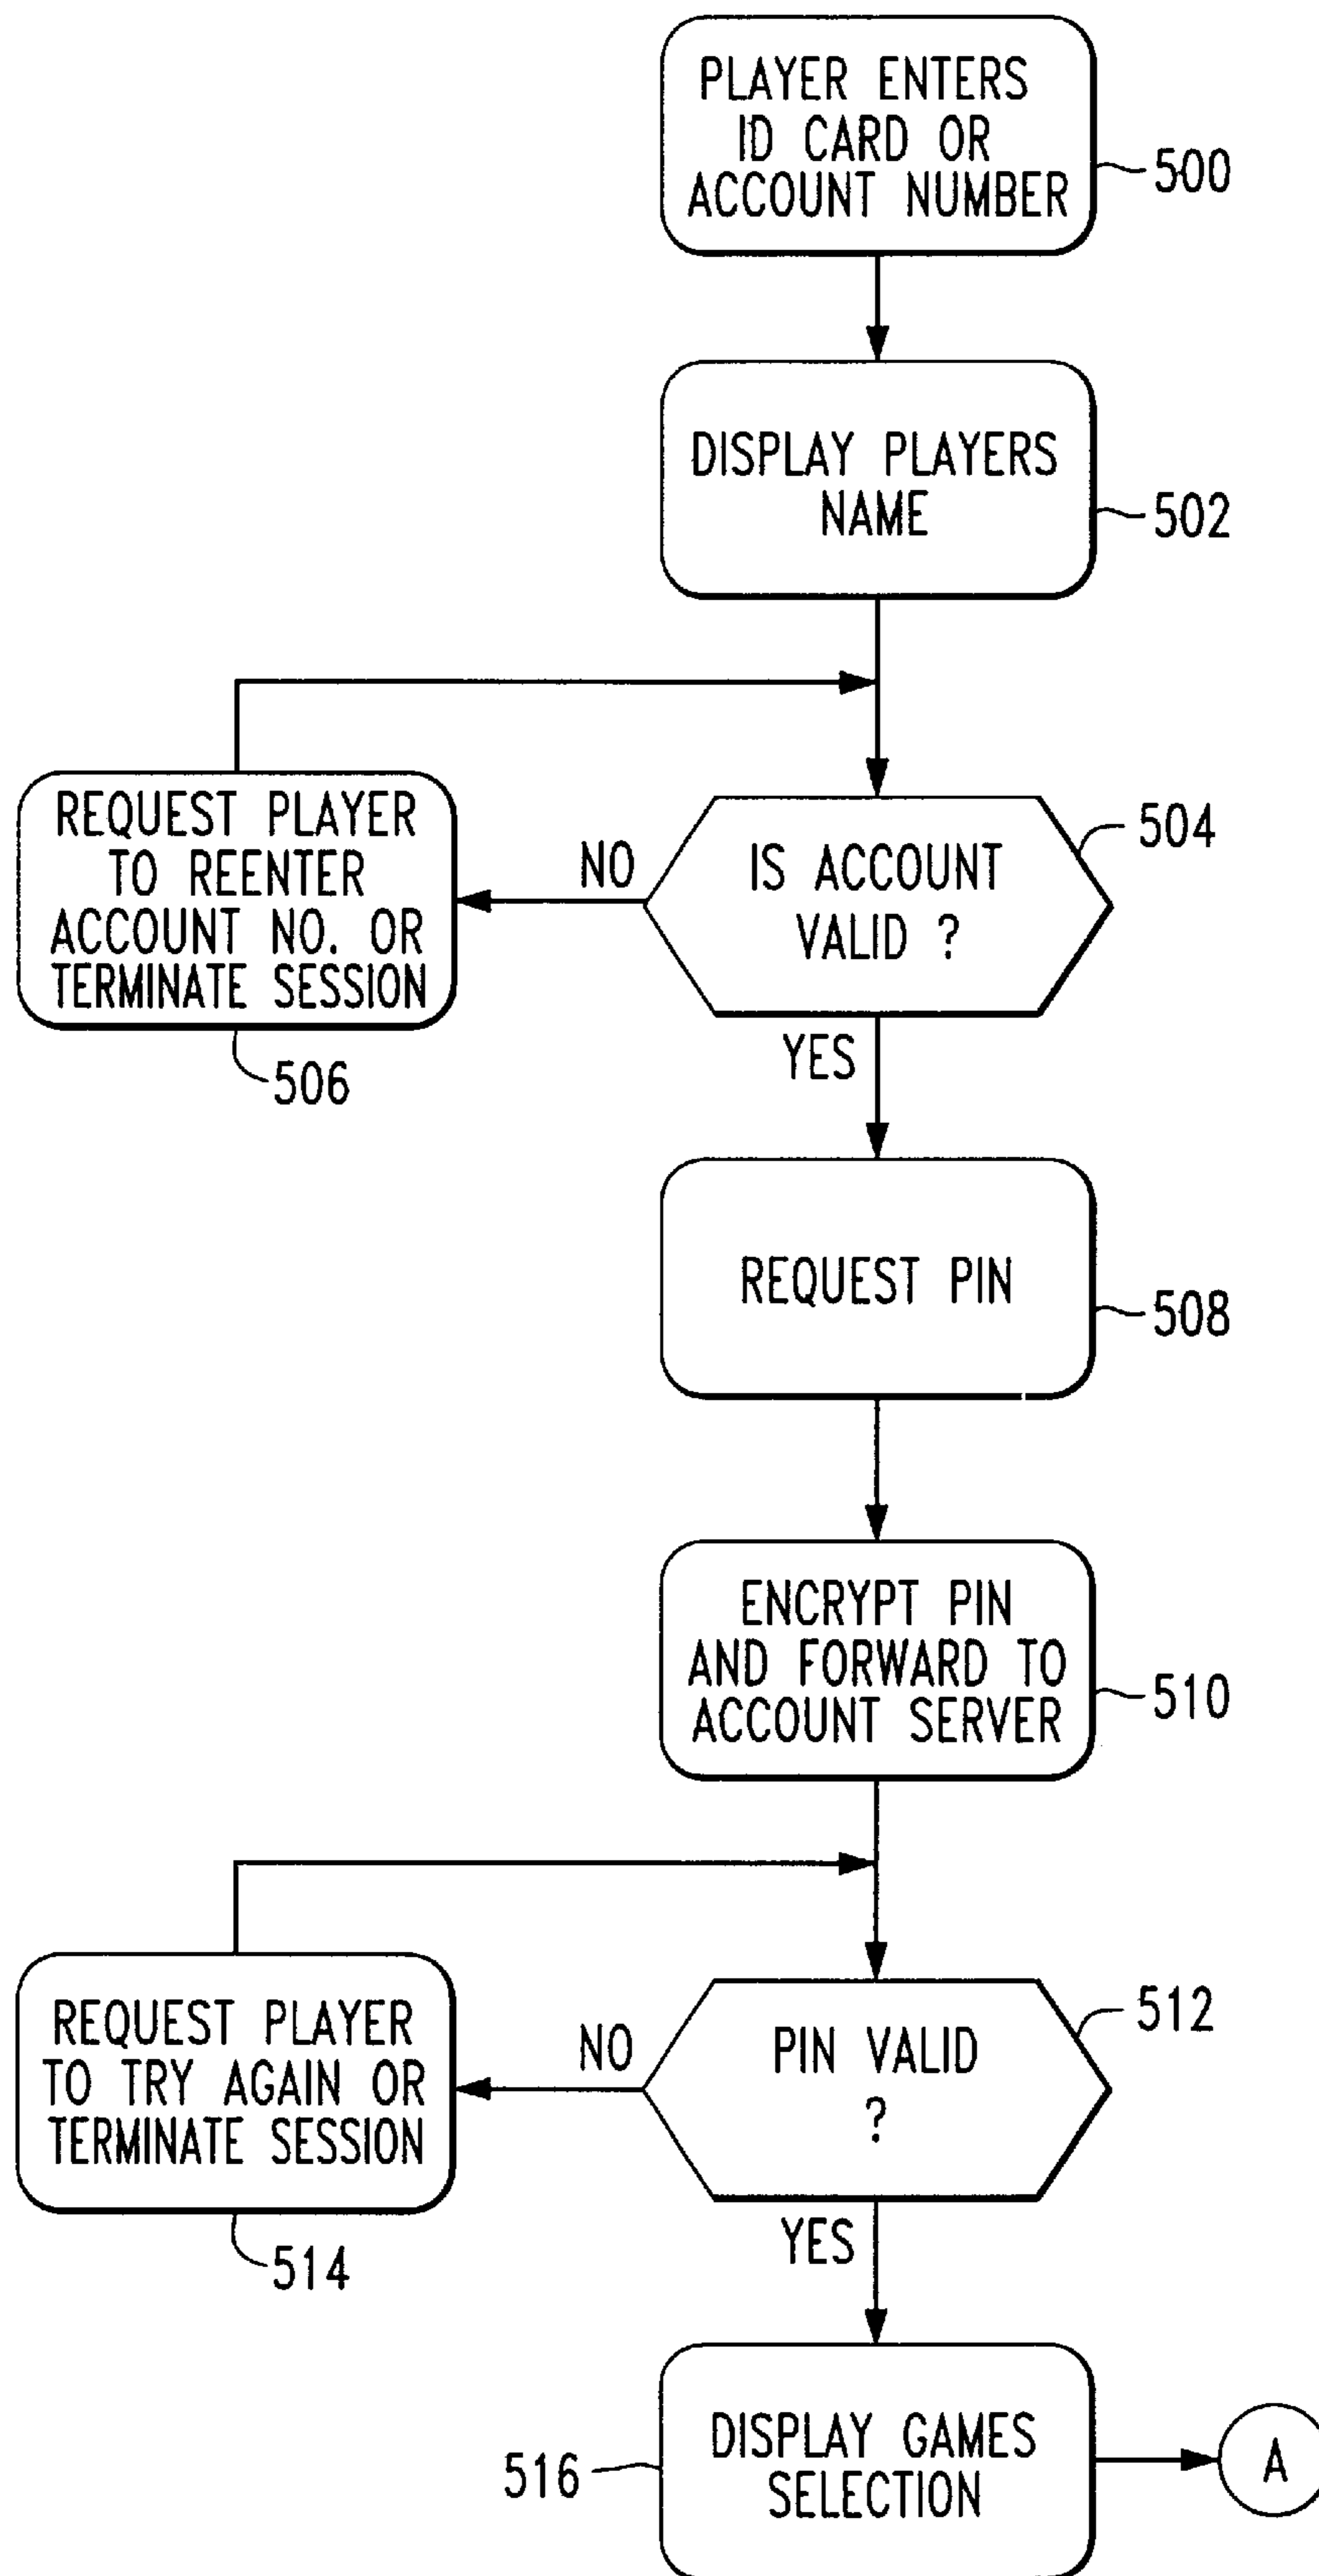 PLAYER ENTERS
ID CARD OR
ACCOUNT NUMBER
500
DISPLAY PLAYERS
NAME
502
REQUEST PLAYER
TO REENTER
ACCOUNT NO. OR
TERMINATE SESSION
506
NO
IS ACCOUNT
VALID ?
504
YES
REQUEST PIN
508
ENCRYPT PIN
AND FORWARD TO
ACCOUNT SERVER
510
REQUEST PLAYER
TO TRY AGAIN OR
TERMINATE SESSION
514
NO
PIN VALID
?
512
YES
516
DISPLAY GAMES
SELECTION
A